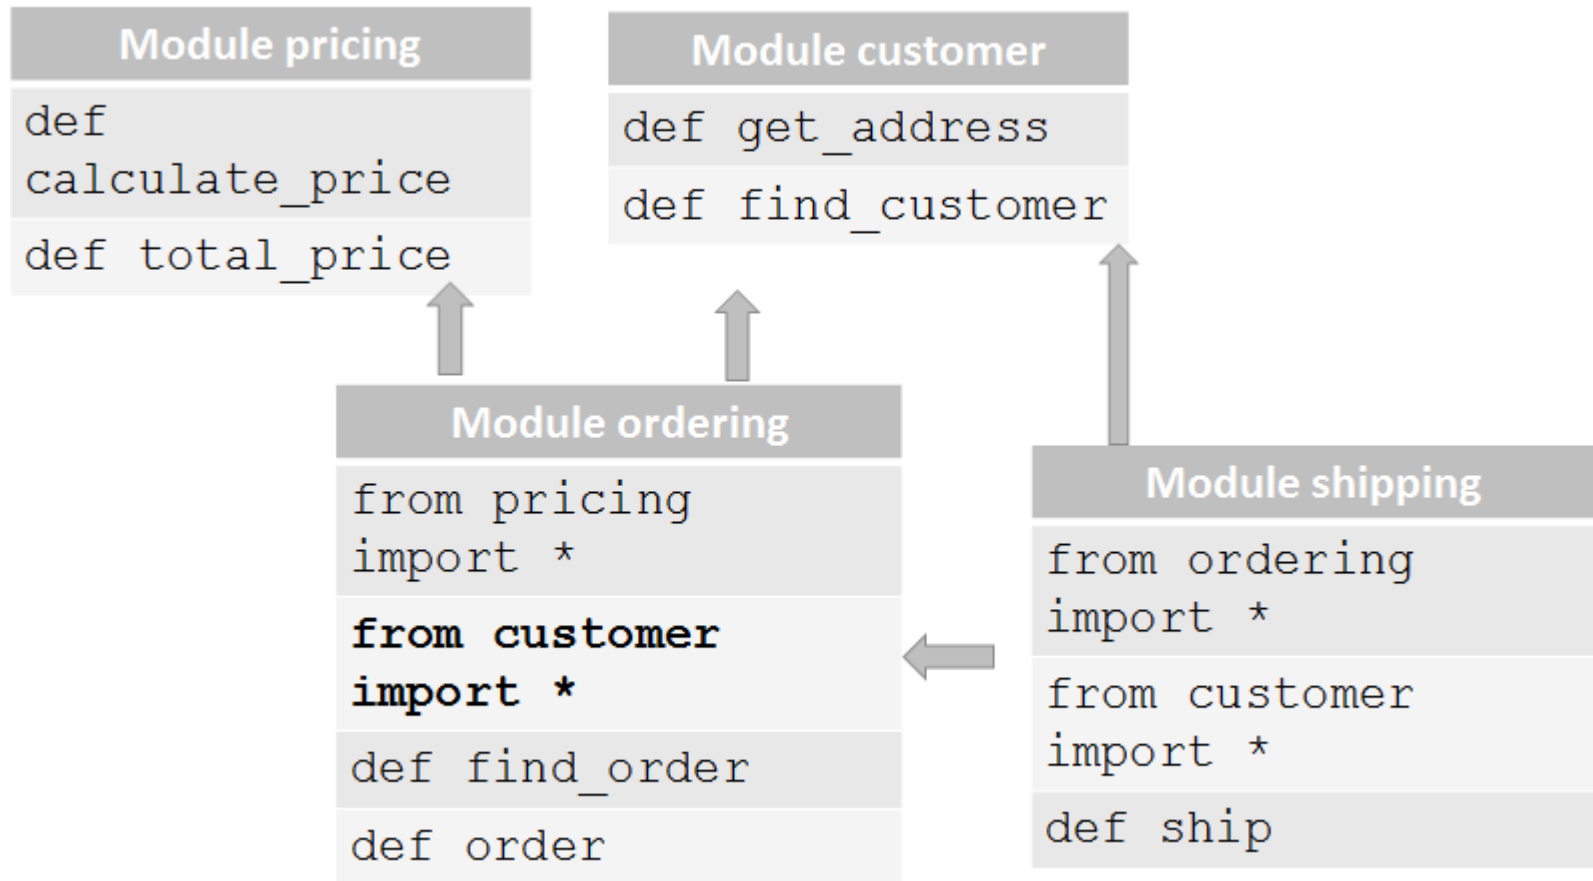 Module pricing
def
calculate_price
def total_price
Module customer
def get_address
def find_customer
Module ordering
from pricing
import *
from customer
import *
def find_order
def order
Module shipping
from ordering
import *
from customer
import *
def ship